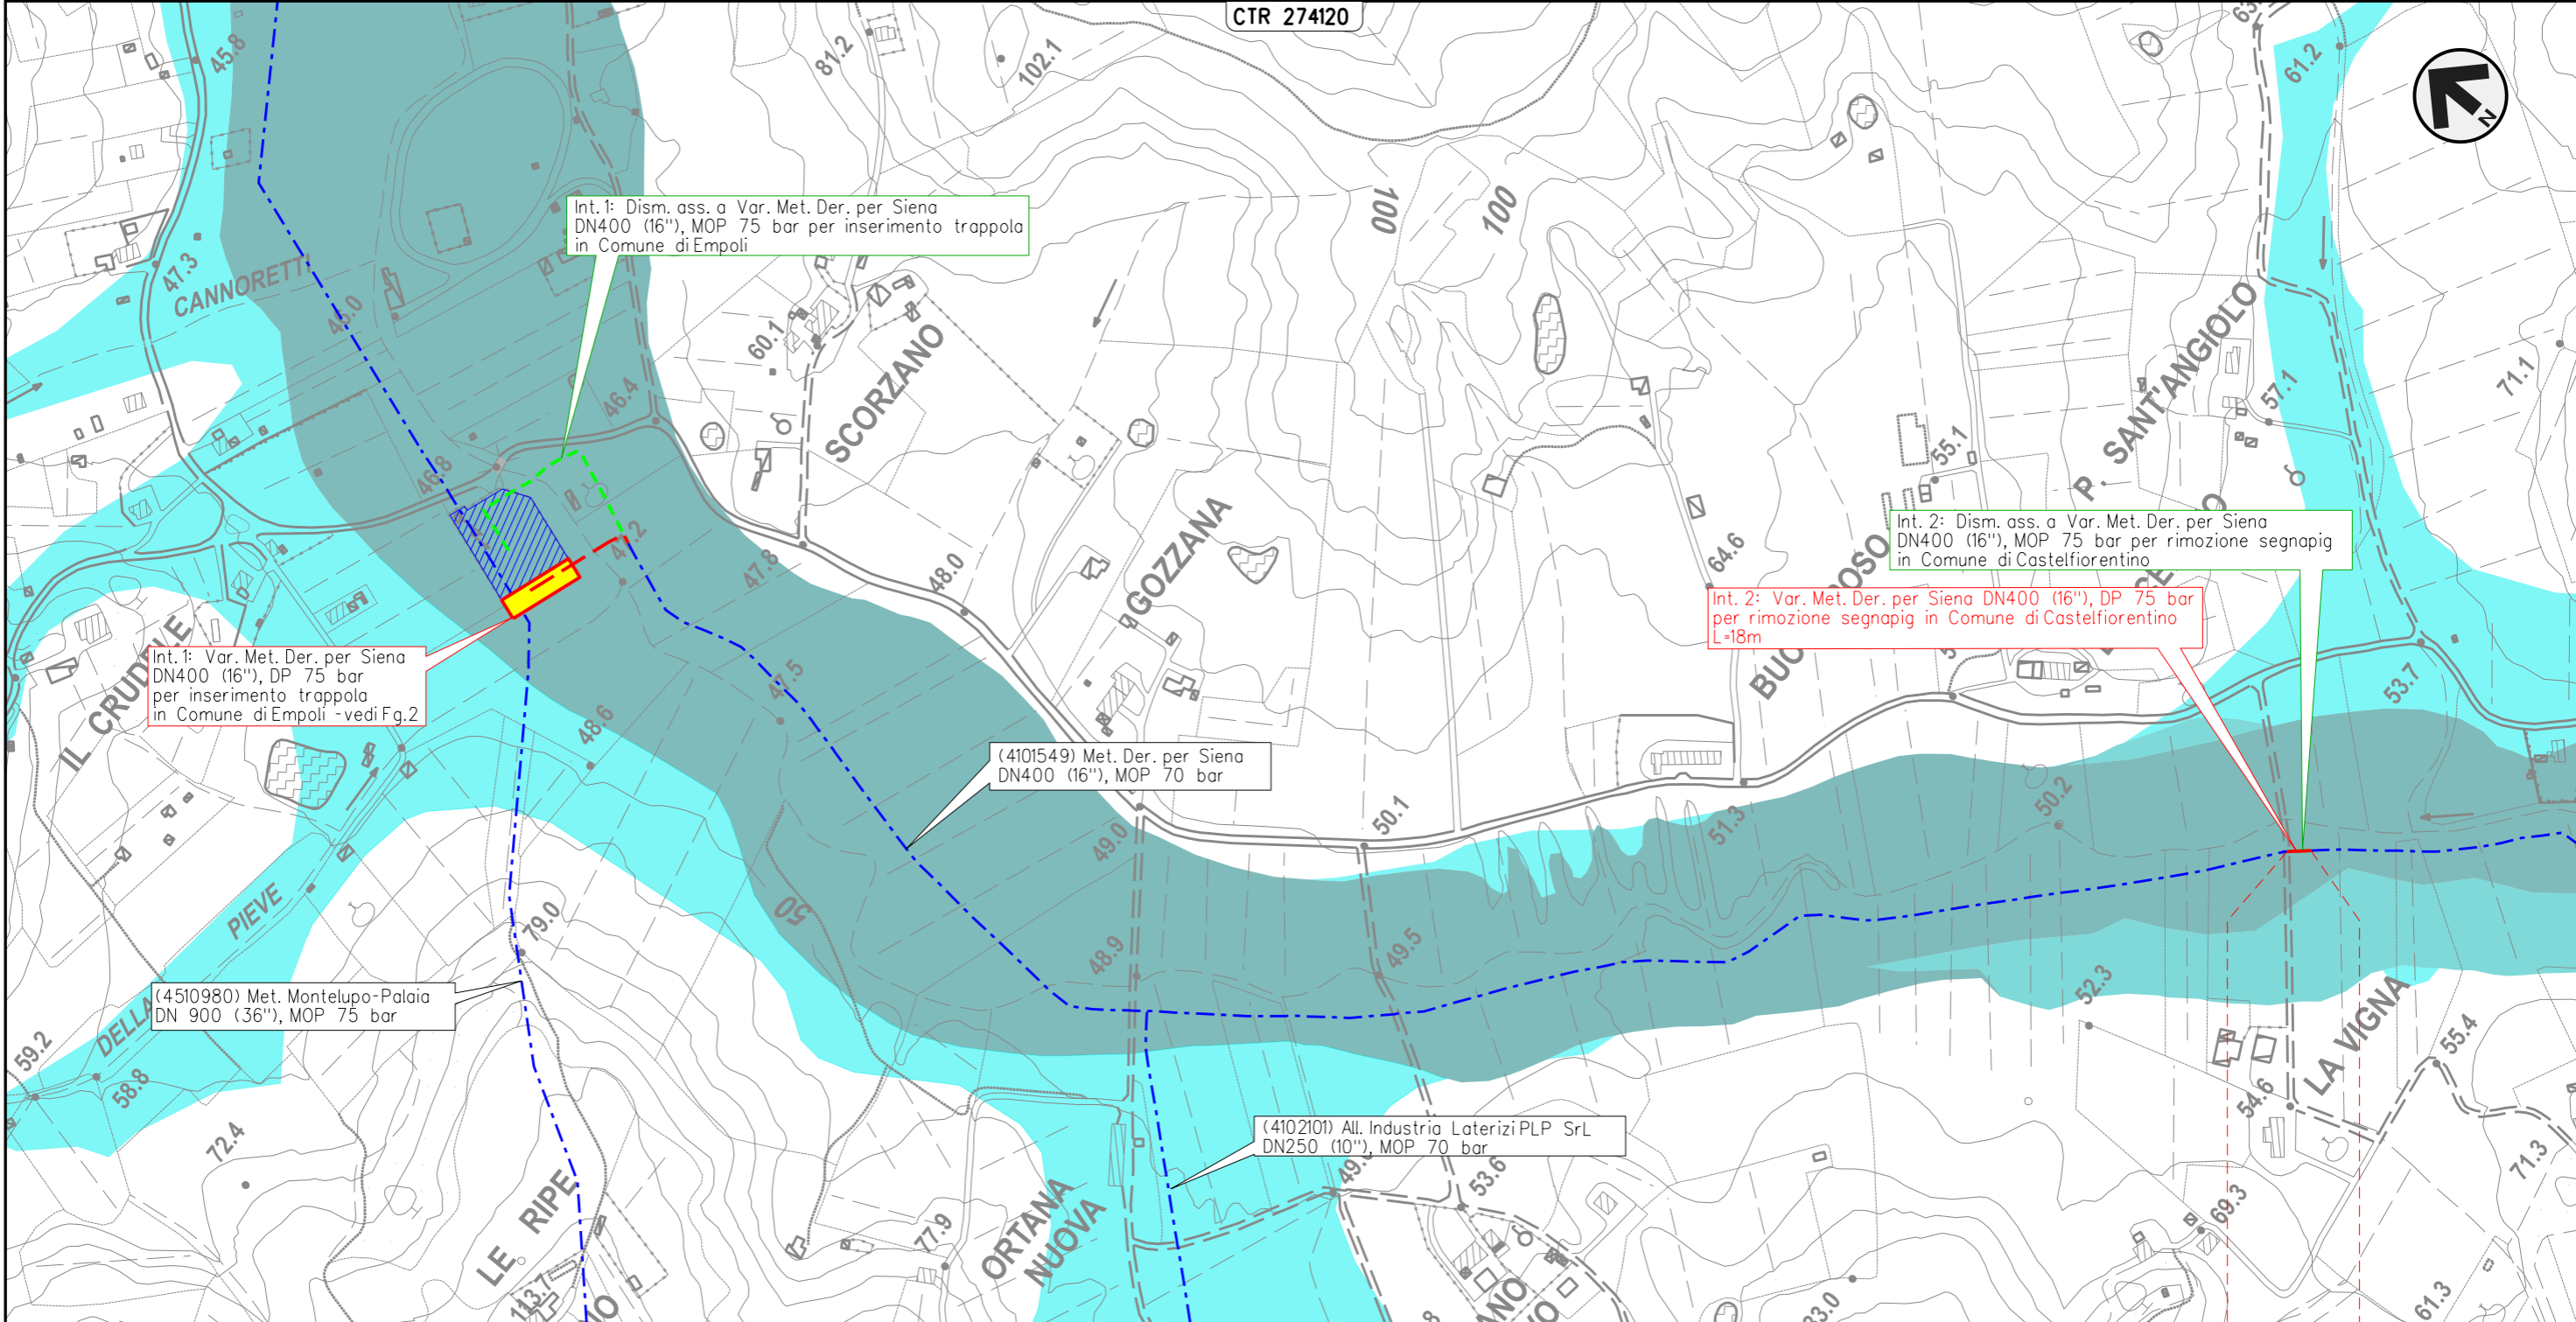 CTR 274120
N
45.8
81.2
102.1
61.2
47.3
CANNORETTI
45.0
100
100
Int.1: Dism. ass. a Var. Met. Der. per Siena
DN400 (16"), MOP 75 bar per inserimento trappola
in Comune di Empoli
60.1
SCORZANO
46.4
46.8
P. SANT'ANGIOLO
57.1
71.1
55.1
47.8
48.0
GOZZANA
64.6
Int. 2: Dism. ass. a Var. Met. Der. per Siena
DN400 (16"), MOP 75 bar per rimozione segnapig
in Comune di Castelfiorentino
Int. 2: Var. Met. Der. per Siena DN400 (16"), DP 75 bar
per rimozione segnapig in Comune di Castelfiorentino
L=18m
IL CRUDELE
Int.1: Var. Met. Der. per Siena
DN400 (16"), DP 75 bar
per inserimento trappola
in Comune di Empoli -vedi Fg.2
47.5
48.6
53.7
(4101549) Met. Der. per Siena
DN400 (16"), MOP 70 bar
49.0
50.1
51.3
50.2
50
79.0
48.9
49.5
52.3
DELLA PIEVE
(4510980) Met. Montelupo-Palaia
DN 900 (36"), MOP 75 bar
59.2
58.8
72.4
LA VIGNA
55.4
54.6
(4102101) All. Industria Laterizi PLP SrL
DN250 (10"), MOP 70 bar
53.6
71.3
69.3
LE RIPE
77.9
ORTANA
NUOVA
113.7
61.3